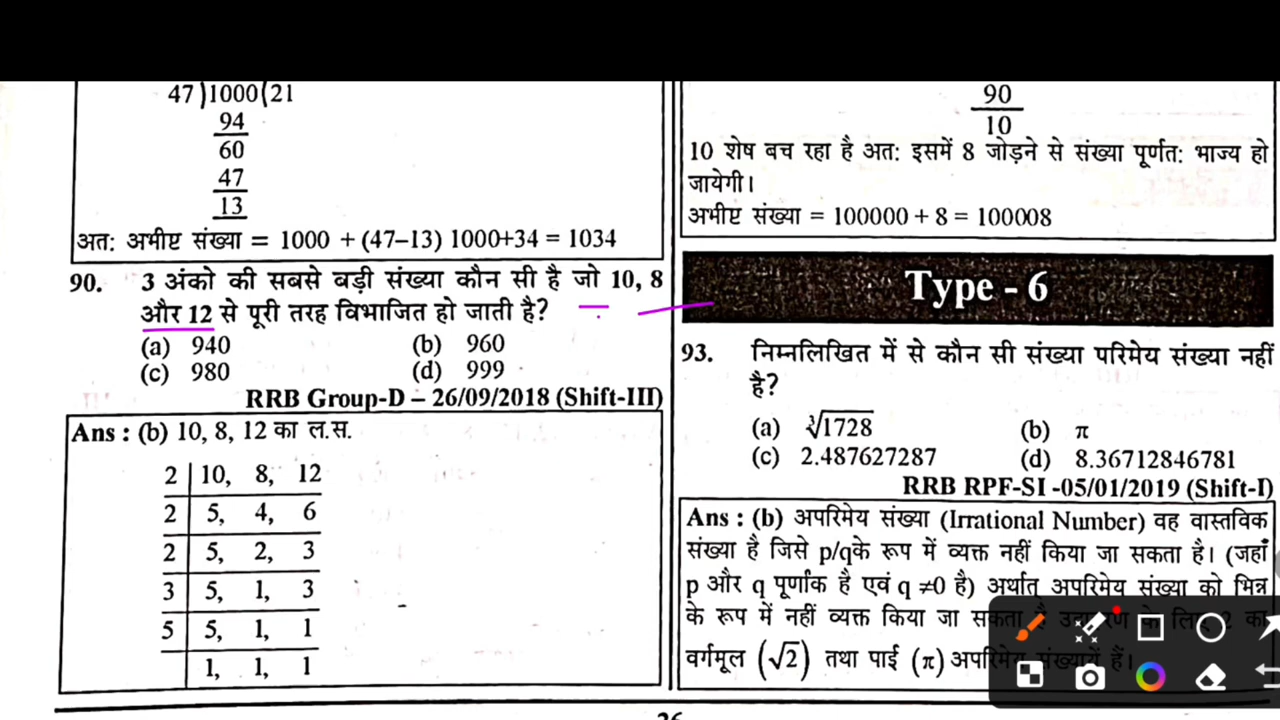 47)1000(21
94
60
47
13
अत: अभीष्ट संख्या = 1000 + (47–13) 1000+34 = 1034
90. 3 अंको की सबसे बड़ी संख्या कौन सी है जो 10, 8
और 12 से पूरी तरह विभाजित हो जाती है?
(a) 940 (b) 960
(c) 980 (d) 999
RRB Group-D – 26/09/2018 (Shift-III)
Ans : (b) 10, 8, 12 का ल.स.
2 | 10, 8, 12
2 | 5, 4, 6
2 | 5, 2, 3
3 | 5, 1, 3
5 | 5, 1, 1
1, 1, 1
90
10
10 शेष बच रहा है अत: इसमें 8 जोड़ने से संख्या पूर्णत: भाज्य हो
जायेगी।
अभीष्ट संख्या = 100000 + 8 = 100008
Type - 6
93. निम्नलिखित में से कौन सी संख्या परिमेय संख्या नहीं
है?
(a) ∛1728 (b) π
(c) 2.487627287 (d) 8.36712846781
RRB RPF-SI -05/01/2019 (Shift-I)
Ans : (b) अपरिमेय संख्या (Irrational Number) वह वास्तविक
संख्या है जिसे p/qके रूप में व्यक्त नहीं किया जा सकता है। (जहाँ
p और q पूर्णांक है एवं q ≠0 है) अर्थात् अपरिमेय संख्या को भिन्न
के रूप में नहीं व्यक्त किया जा सकता है उदाहरण के लिए 2 का
वर्गमूल (√2) तथा पाई (π) अपरिमेय संख्यायें हैं।